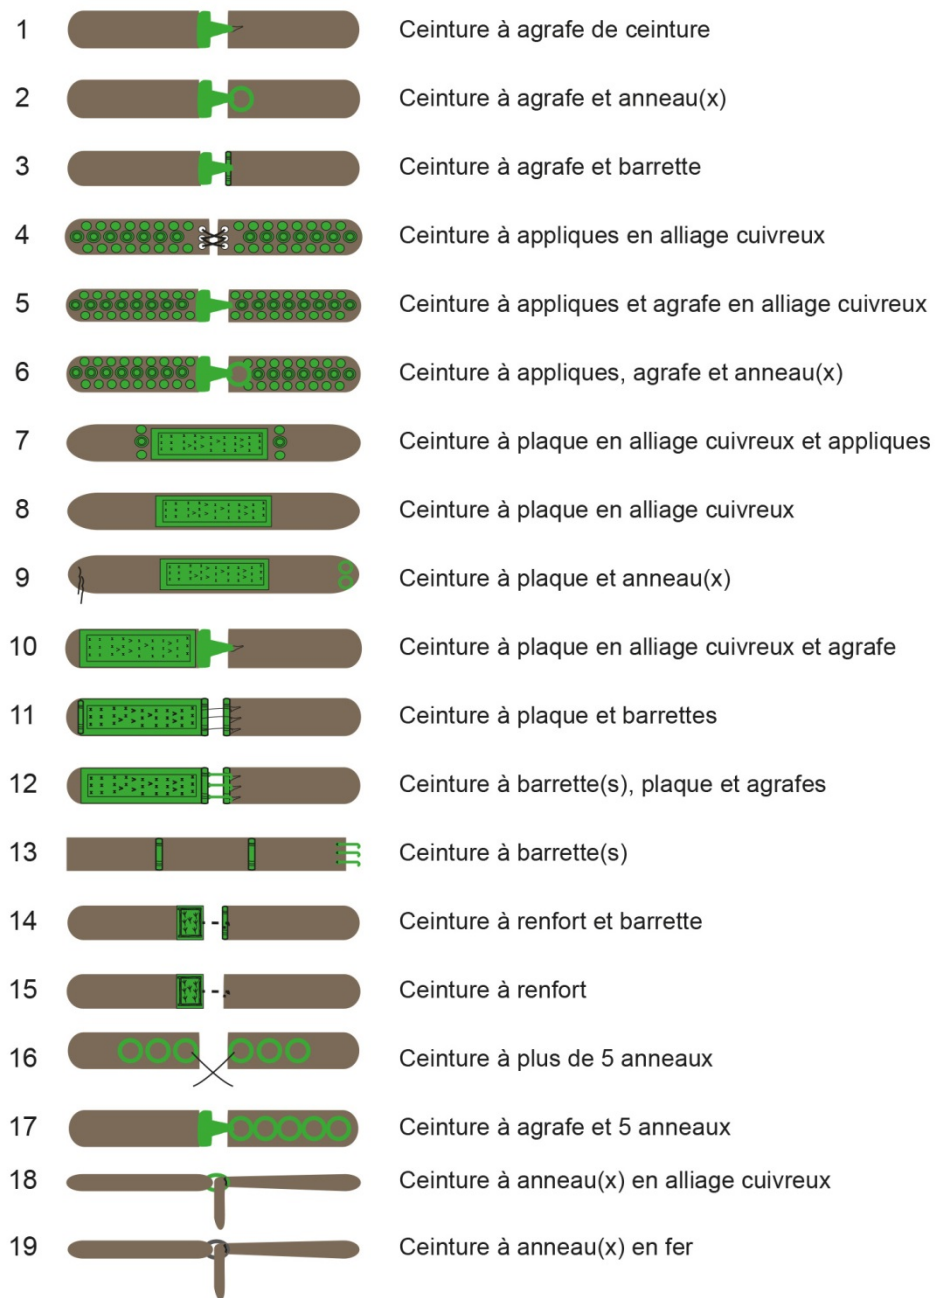 1 Ceinture à agrafe de ceinture
2 Ceinture à agrafe et anneau(x)
3 Ceinture à agrafe et barrette
4 Ceinture à appliques en alliage cuivreux
5 Ceinture à appliques et agrafe en alliage cuivreux
6 Ceinture à appliques, agrafe et anneau(x)
7 Ceinture à plaque en alliage cuivreux et appliques
8 Ceinture à plaque en alliage cuivreux
9 Ceinture à plaque et anneau(x)
10 Ceinture à plaque en alliage cuivreux et agrafe
11 Ceinture à plaque et barrettes
12 Ceinture à barrette(s), plaque et agrafes
13 Ceinture à barrette(s)
14 Ceinture à renfort et barrette
15 Ceinture à renfort
16 Ceinture à plus de 5 anneaux
17 Ceinture à agrafe et 5 anneaux
18 Ceinture à anneau(x) en alliage cuivreux
19 Ceinture à anneau(x) en fer